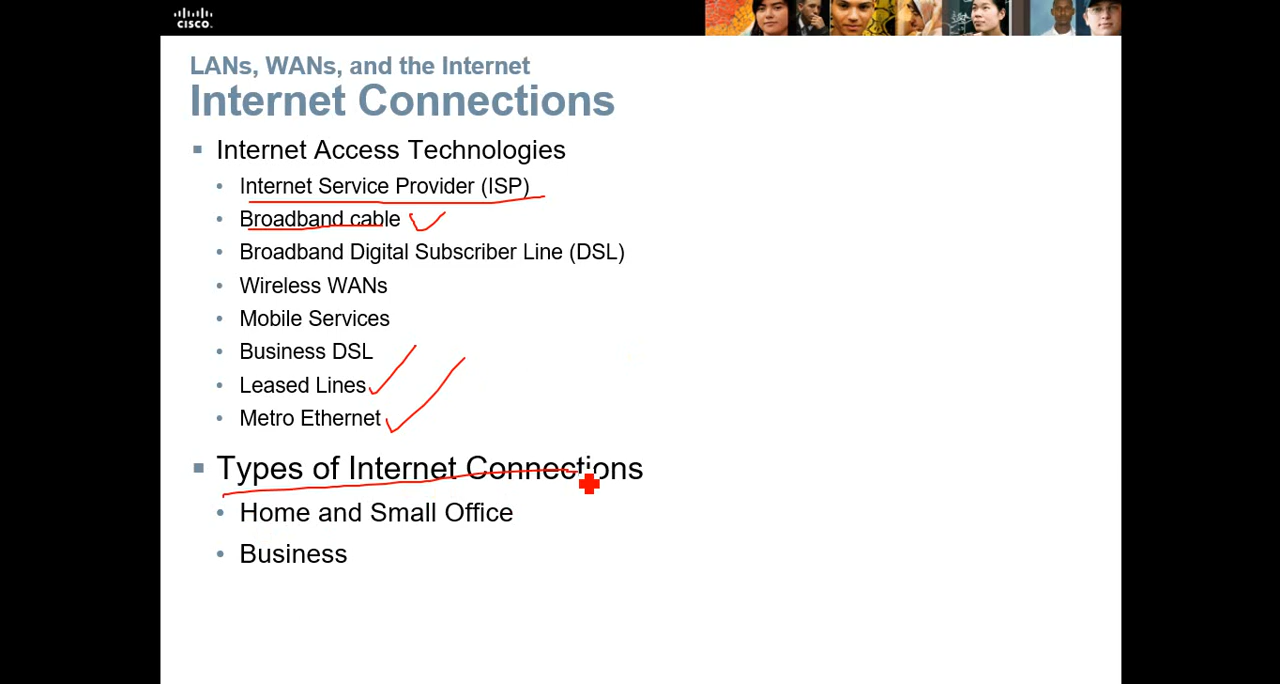 CISCO.
LANs, WANs, and the Internet
Internet Connections
Internet Access Technologies
Internet Service Provider (ISP)
Broadband cable
Broadband Digital Subscriber Line (DSL)
Wireless WANs
Mobile Services
Business DSL
Leased Lines
Metro Ethernet
Types of Internet Connections
Home and Small Office
Business